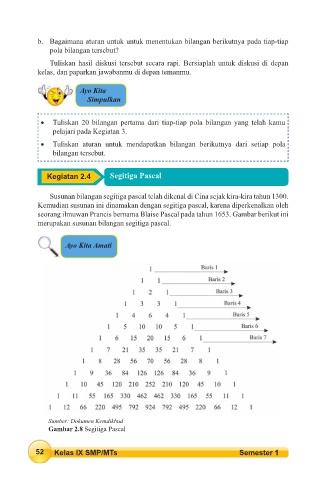 b. Bagaimana aturan untuk untuk menentukan bilangan berikutnya pada tiap-tiap
pola bilangan tersebut?
Tuliskan hasil diskusi tersebut secara rapi. Bersiaplah untuk diskusi di depan
kelas, dan paparkan jawabanmu di depan temanmu.
Ayo Kita
Simpulkan
• Tuliskan 20 bilangan pertama dari tiap-tiap pola bilangan yang telah kamu
pelajari pada Kegiatan 3.
• Tuliskan aturan untuk mendapatkan bilangan berikutnya dari setiap pola
bilangan tersebut.
Kegiatan 2.4 Segitiga Pascal
Susunan bilangan segitiga pascal telah dikenal di Cina sejak kira-kira tahun 1300.
Kemudian susunan ini dinamakan dengan segitiga pascal, karena diperkenalkan oleh
seorang ilmuwan Prancis bernama Blaise Pascal pada tahun 1653. Gambar berikut ini
merupakan susunan bilangan segitiga pascal.
Ayo Kita Amati
1 Baris 1
1 1 Baris 2
1 2 1 Baris 3
1 3 3 1 Baris 4
1 4 6 4 1 Baris 5
1 5 10 10 5 1 Baris 6
1 6 15 20 15 6 1 Baris 7
1 7 21 35 35 21 7 1
1 8 28 56 70 56 28 8 1
1 9 36 84 126 126 84 36 9 1
1 10 45 120 210 252 210 120 45 10 1
1 11 55 165 330 462 462 330 165 55 11 1
1 12 66 220 495 792 924 792 495 220 66 12 1
Sumber: Dokumen Kemdikbud
Gambar 2.8 Segitiga Pascal
52 Kelas IX SMP/MTs Semester 1